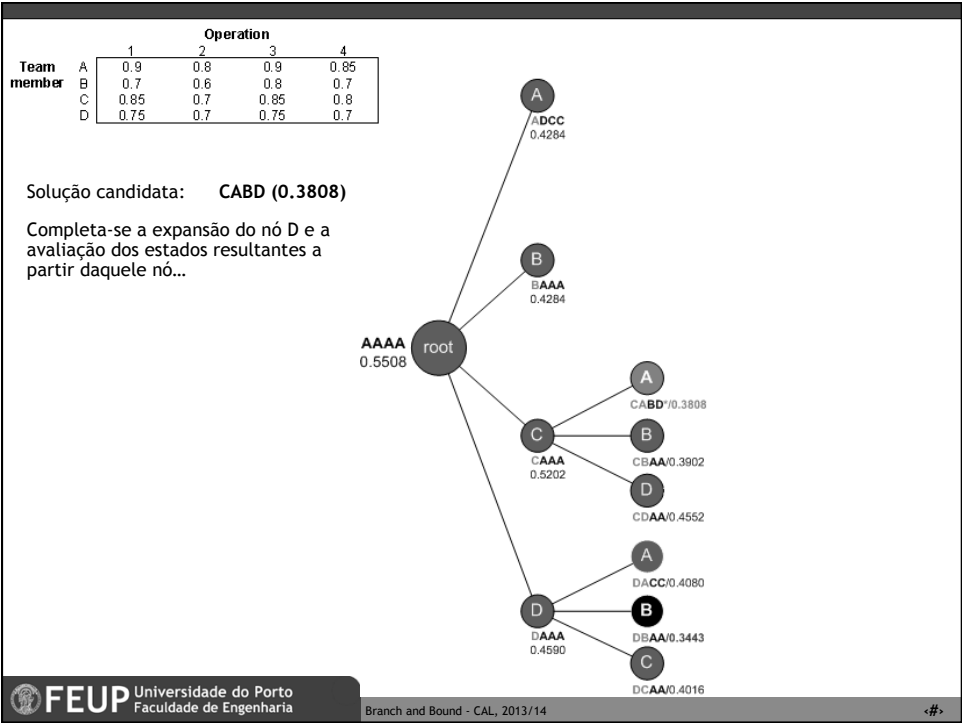 Operation
1 2 3 4
Team member
A 0.9 0.8 0.9 0.85
B 0.7 0.6 0.8 0.7
C 0.85 0.7 0.85 0.8
D 0.75 0.7 0.75 0.7
Solução candidata: CABD (0.3808)
Completa-se a expansão do nó D e a
avaliação dos estados resultantes a
partir daquele nó…
A
ADCC
0.4284
B
BAAA
0.4284
AAAA
0.5508
root
C
CAAA
0.5202
A
CABD*/0.3808
B
CBAA/0.3902
D
CDAA/0.4552
D
DAAA
0.4590
A
DACC/0.4080
B
DBAA/0.3443
C
DCAA/0.4016
FEUP Universidade do Porto
Faculdade de Engenharia
Branch and Bound - CAL, 2013/14
‹#›